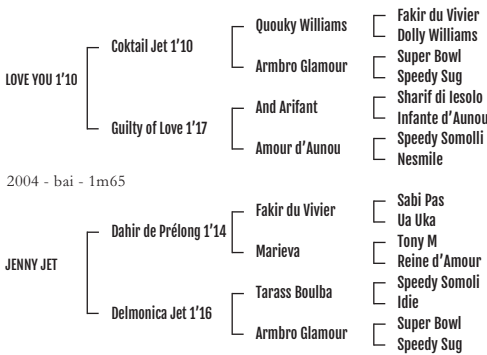 Fakir du Vivier
Quouky Williams
Dolly Williams
Coktail Jet 1’10
Super Bowl
Armbro Glamour
Speedy Sug
LOVE YOU 1’10
Sharif di Iesolo
And Arifant
Infante d’Aunou
Guilty of Love 1’17
Speedy Somolli
Amour d’Aunou
Nesmile
2004 - bai - 1m65
Sabi Pas
Fakir du Vivier
Ua Uka
Dahir de Prélong 1’14
Tony M
Marieva
Reine d’Amour
JENNY JET
Speedy Somoli
Tarass Boulba
Idie
Delmonica Jet 1’16
Super Bowl
Armbro Glamour
Speedy Sug